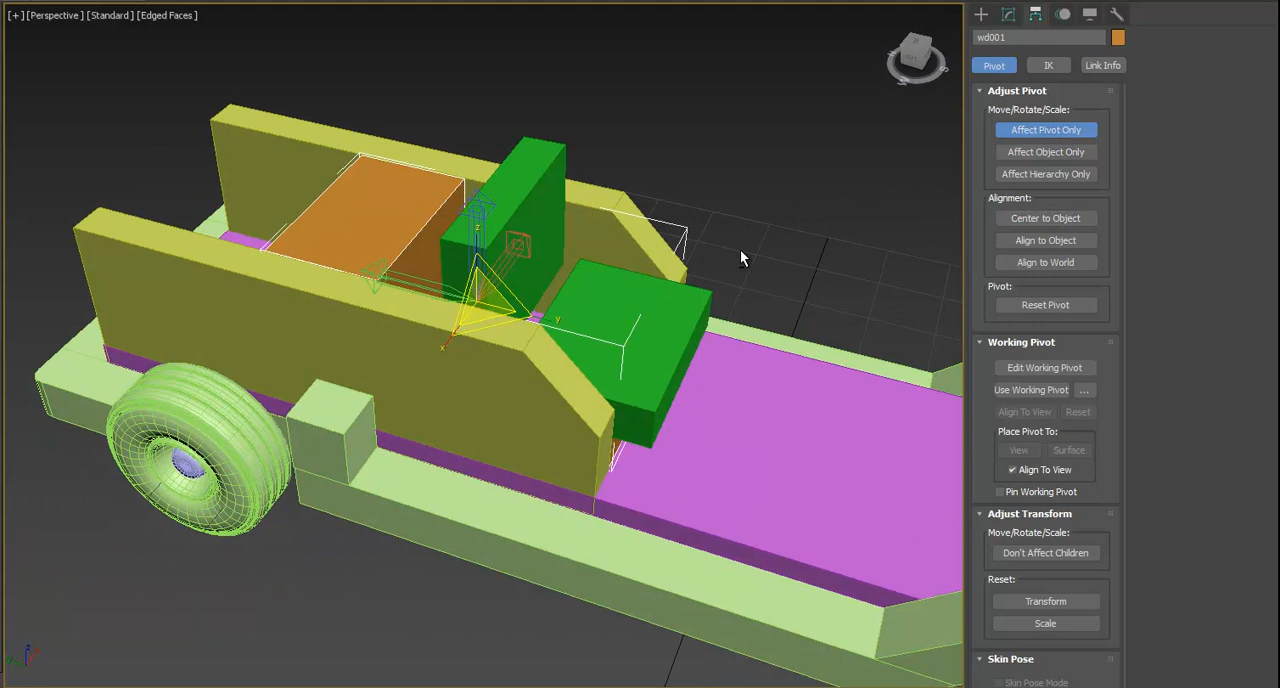 [+] [Perspective] [Standard] [Edged Faces]
wd001
Pivot IK Link Info
Adjust Pivot
Move/Rotate/Scale:
Affect Pivot Only
Affect Object Only
Affect Hierarchy Only
Alignment:
Center to Object
Align to Object
Align to World
Pivot:
Reset Pivot
Working Pivot
Edit Working Pivot
Use Working Pivot ...
Align To View Reset
Place Pivot To:
View Surface
Align To View
Pin Working Pivot
Adjust Transform
Move/Rotate/Scale:
Don't Affect Children
Reset:
Transform
Scale
Skin Pose
Skin Pose Mode
z
y
x